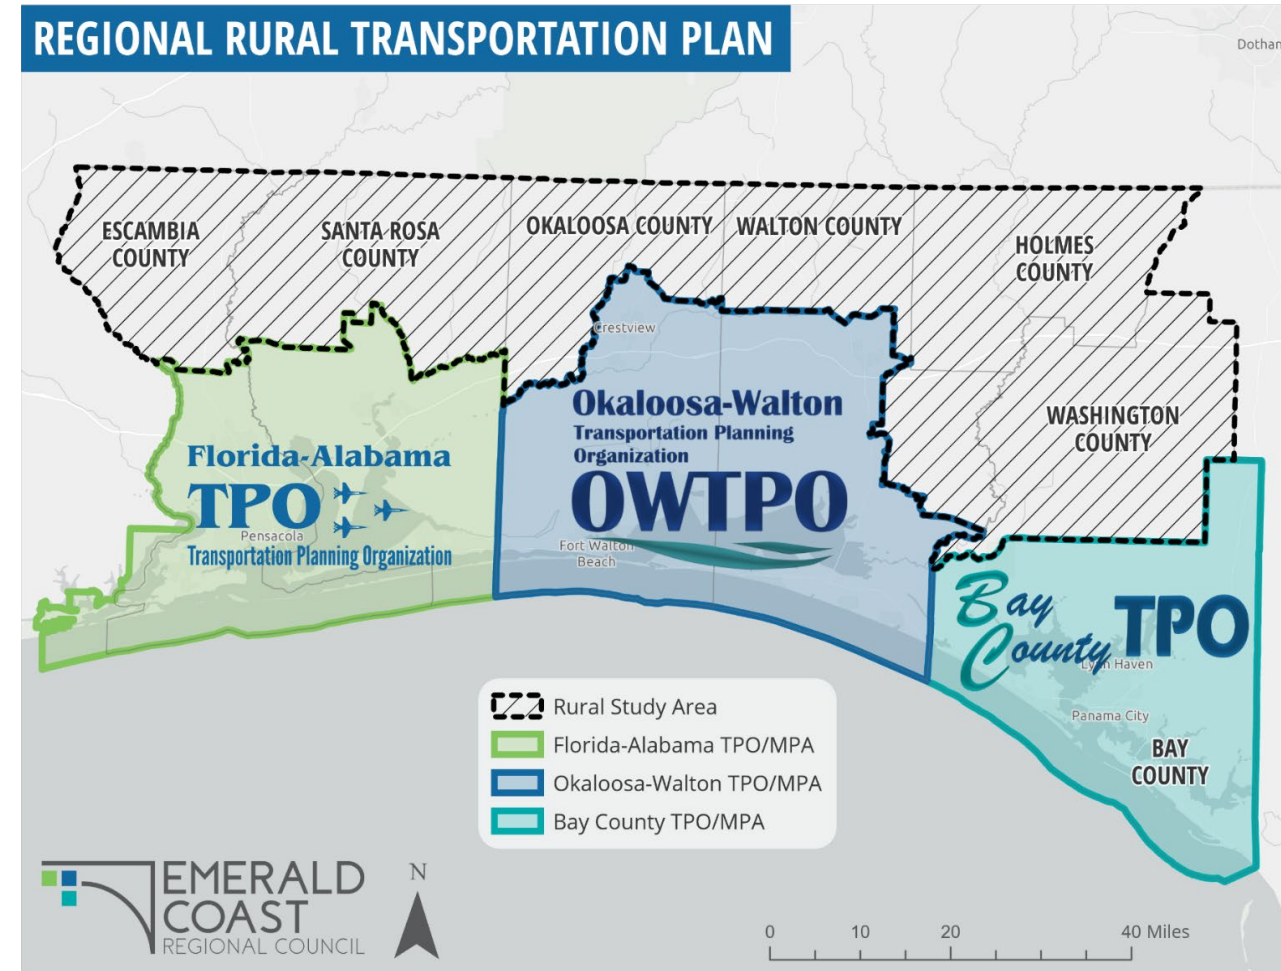 REGIONAL RURAL TRANSPORTATION PLAN
Dothan
ESCAMBIA
COUNTY
SANTA ROSA
COUNTY
OKALOOSA COUNTY
WALTON COUNTY
HOLMES
COUNTY
Crestview
WASHINGTON
COUNTY
Florida-Alabama
TPO
Pensacola
Transportation Planning Organization
Okaloosa-Walton
Transportation Planning
Organization
OWTPO
Fort Walton
Beach
Bay
County
TPO
Lynn Haven
Panama City
BAY
COUNTY
Rural Study Area
Florida-Alabama TPO/MPA
Okaloosa-Walton TPO/MPA
Bay County TPO/MPA
EMERALD
COAST
REGIONAL COUNCIL
N
0 10 20 40 Miles